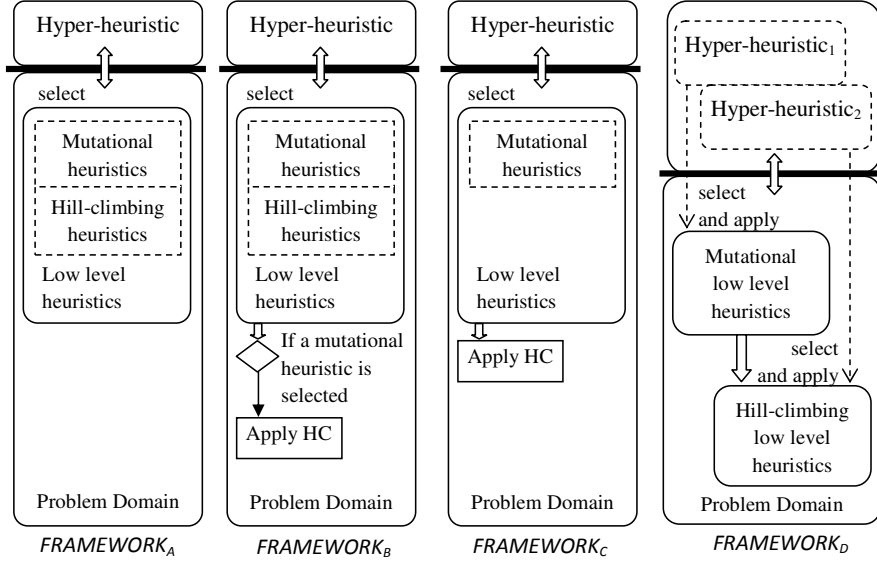 Hyper-heuristic
select
Mutational
heuristics
Hill-climbing
heuristics
Low level
heuristics
Problem Domain
FRAMEWORK_A
Hyper-heuristic
select
Mutational
heuristics
Hill-climbing
heuristics
Low level
heuristics
If a mutational
heuristic is
selected
Apply HC
Problem Domain
FRAMEWORK_B
Hyper-heuristic
select
Mutational
heuristics
Low level
heuristics
Apply HC
Problem Domain
FRAMEWORK_C
Hyper-heuristic₁
Hyper-heuristic₂
select
and apply
Mutational
low level
heuristics
select
and apply
Hill-climbing
low level
heuristics
Problem Domain
FRAMEWORK_D